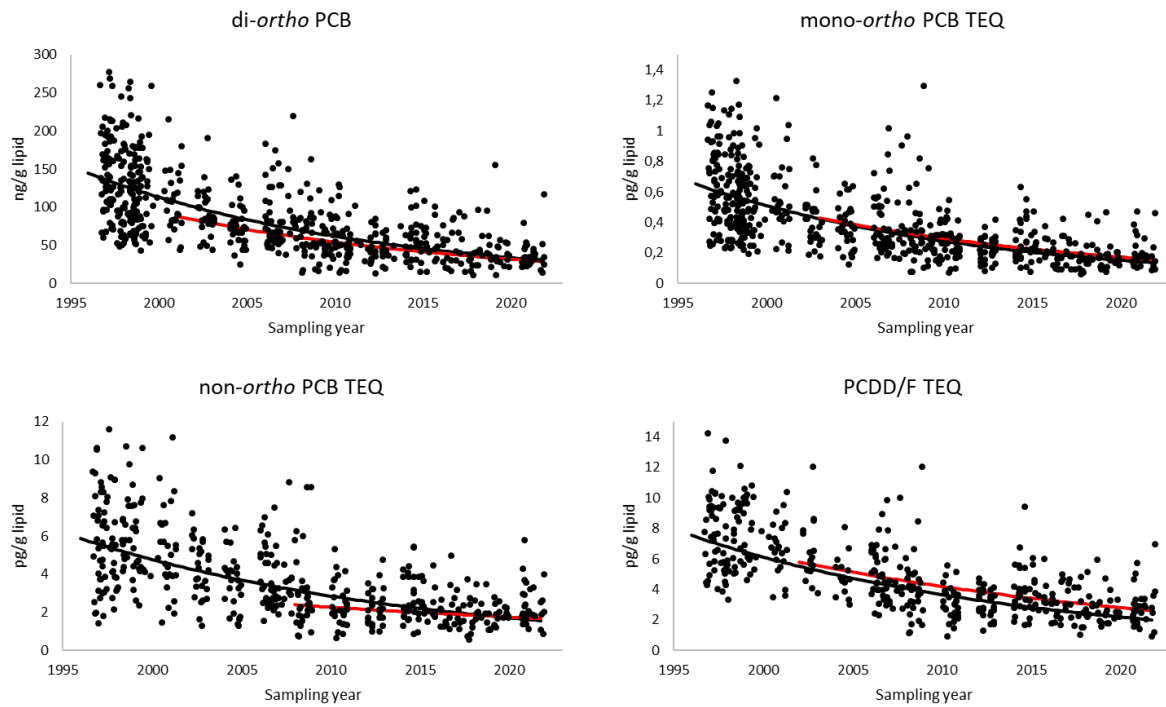 di-ortho PCB
300
250
200
150
100
50
0
ng/g lipid
1995 2000 2005 2010 2015 2020
Sampling year
mono-ortho PCB TEQ
1,4
1,2
1
0,8
0,6
0,4
0,2
0
pg/g lipid
1995 2000 2005 2010 2015 2020
Sampling year
non-ortho PCB TEQ
12
10
8
6
4
2
0
pg/g lipid
1995 2000 2005 2010 2015 2020
Sampling year
PCDD/F TEQ
14
12
10
8
6
4
2
0
pg/g lipid
1995 2000 2005 2010 2015 2020
Sampling year